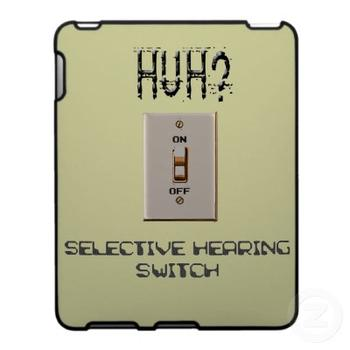 HUH?
ON
OFF
SELECTIVE HEARING
SWITCH